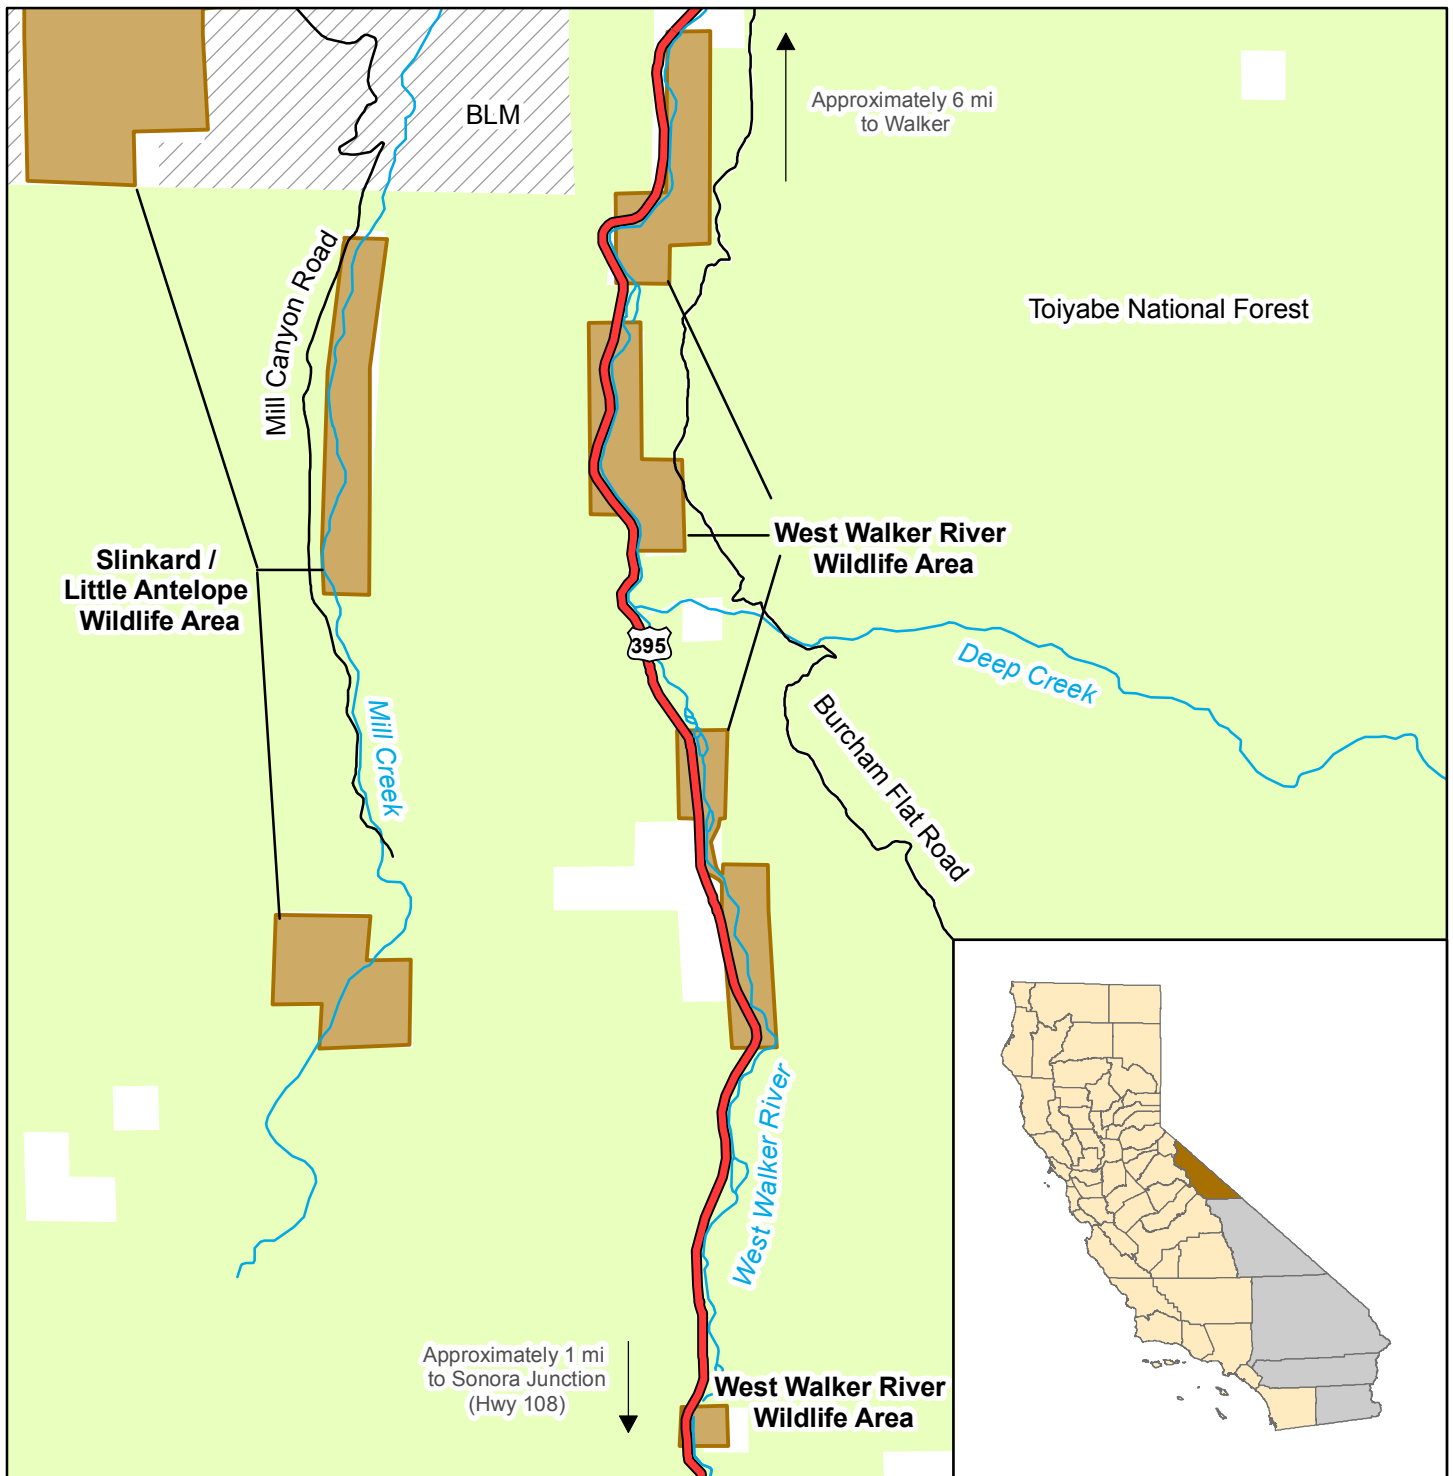 BLM
Approximately 6 mi
to Walker
Mill Canyon Road
Toiyabe National Forest
West Walker River
Wildlife Area
Slinkard /
Little Antelope
Wildlife Area
395
Deep Creek
Mill Creek
Burcham Flat Road
West Walker River
Approximately 1 mi
to Sonora Junction
(Hwy 108)
West Walker River
Wildlife Area